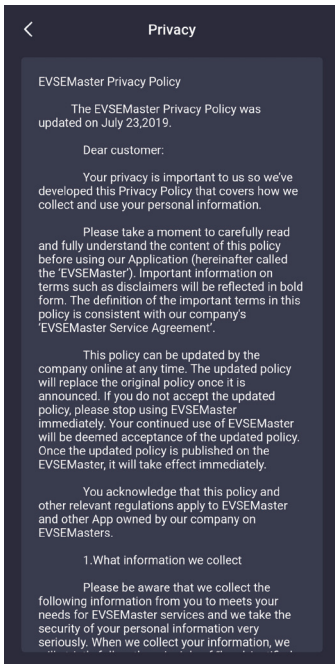 Privacy
EVSEMaster Privacy Policy
The EVSEMaster Privacy Policy was
updated on July 23,2019.
Dear customer:
Your privacy is important to us so we've
developed this Privacy Policy that covers how we
collect and use your personal information.
Please take a moment to carefully read
and fully understand the content of this policy
before using our Application (hereinafter called
the 'EVSEMaster'). Important information on
terms such as disclaimers will be reflected in bold
form. The definition of the important terms in this
policy is consistent with our company's
'EVSEMaster Service Agreement'.
This policy can be updated by the
company online at any time. The updated policy
will replace the original policy once it is
announced. If you do not accept the updated
policy, please stop using EVSEMaster
immediately. Your continued use of EVSEMaster
will be deemed acceptance of the updated policy.
Once the updated policy is published on the
EVSEMaster, it will take effect immediately.
You acknowledge that this policy and
other relevant regulations apply to EVSEMaster
and other App owned by our company on
EVSEMasters.
1.What information we collect
Please be aware that we collect the
following information from you to meets your
needs for EVSEMaster services and we take the
security of your personal information very
seriously. When we collect your information, we